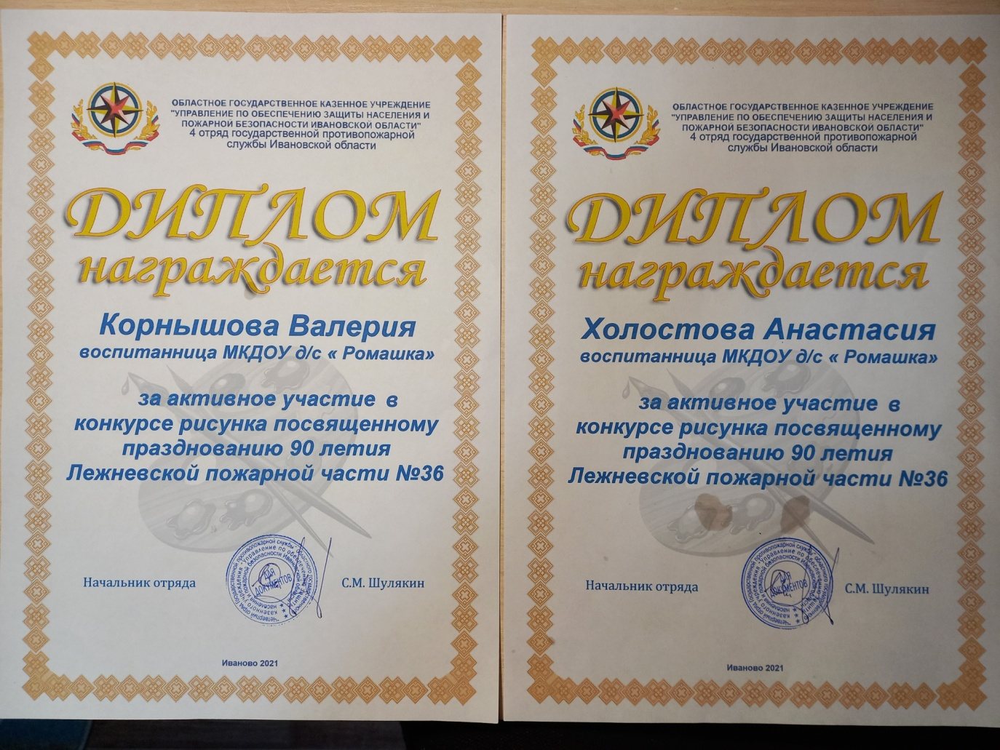 ОБЛАСТНОЕ ГОСУДАРСТВЕННОЕ КАЗЕННОЕ УЧРЕЖДЕНИЕ
"УПРАВЛЕНИЕ ПО ОБЕСПЕЧЕНИЮ ЗАЩИТЫ НАСЕЛЕНИЯ И
ПОЖАРНОЙ БЕЗОПАСНОСТИ ИВАНОВСКОЙ ОБЛАСТИ"
4 отряд государственной противопожарной
службы Ивановской области
ДИПЛОМ
награждается
Корнышова Валерия
воспитанница МКДОУ д/с « Ромашка»
за активное участие в
конкурсе рисунка посвященному
празднованию 90 летия
Лежневской пожарной части №36
Начальник отряда
ДЛЯ
ДОКУМЕНТОВ
С.М. Шулякин
Иваново 2021
ОБЛАСТНОЕ ГОСУДАРСТВЕННОЕ КАЗЕННОЕ УЧРЕЖДЕНИЕ
"УПРАВЛЕНИЕ ПО ОБЕСПЕЧЕНИЮ ЗАЩИТЫ НАСЕЛЕНИЯ И
ПОЖАРНОЙ БЕЗОПАСНОСТИ ИВАНОВСКОЙ ОБЛАСТИ"
4 отряд государственной противопожарной
службы Ивановской области
ДИПЛОМ
награждается
Холостова Анастасия
воспитанница МКДОУ д/с « Ромашка»
за активное участие в
конкурсе рисунка посвященному
празднованию 90 летия
Лежневской пожарной части №36
Начальник отряда
ДЛЯ
ДОКУМЕНТОВ
С.М. Шулякин
Иваново 2021